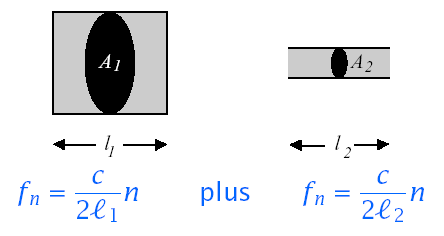 A₁ A₂
l₁ l₂
fₙ = c/2ℓ₁ n plus fₙ = c/2ℓ₂ n